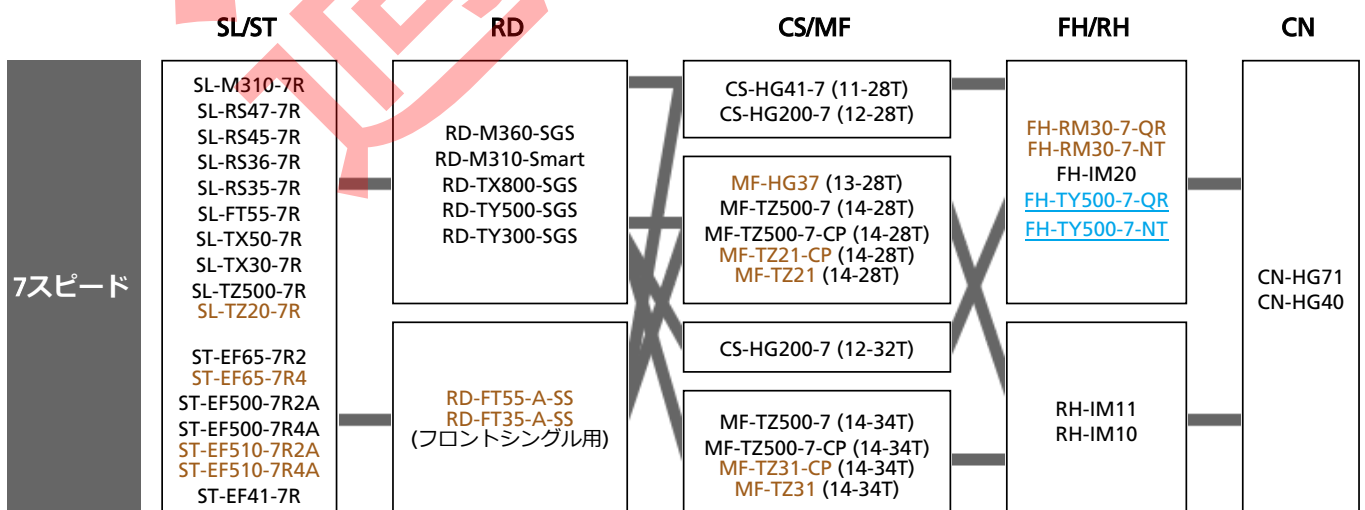 SL/ST
RD
CS/MF
FH/RH
CN
7スピード
SL-M310-7R
SL-RS47-7R
SL-RS45-7R
SL-RS36-7R
SL-RS35-7R
SL-FT55-7R
SL-TX50-7R
SL-TX30-7R
SL-TZ500-7R
SL-TZ20-7R
ST-EF65-7R2
ST-EF65-7R4
ST-EF500-7R2A
ST-EF500-7R4A
ST-EF510-7R2A
ST-EF510-7R4A
ST-EF41-7R
RD-M360-SGS
RD-M310-Smart
RD-TX800-SGS
RD-TY500-SGS
RD-TY300-SGS
RD-FT55-A-SS
RD-FT35-A-SS
(フロントシングル用)
CS-HG41-7 (11-28T)
CS-HG200-7 (12-28T)
MF-HG37 (13-28T)
MF-TZ500-7 (14-28T)
MF-TZ500-7-CP (14-28T)
MF-TZ21-CP (14-28T)
MF-TZ21 (14-28T)
CS-HG200-7 (12-32T)
MF-TZ500-7 (14-34T)
MF-TZ500-7-CP (14-34T)
MF-TZ31-CP (14-34T)
MF-TZ31 (14-34T)
FH-RM30-7-QR
FH-RM30-7-NT
FH-IM20
FH-TY500-7-QR
FH-TY500-7-NT
RH-IM11
RH-IM10
CN-HG71
CN-HG40